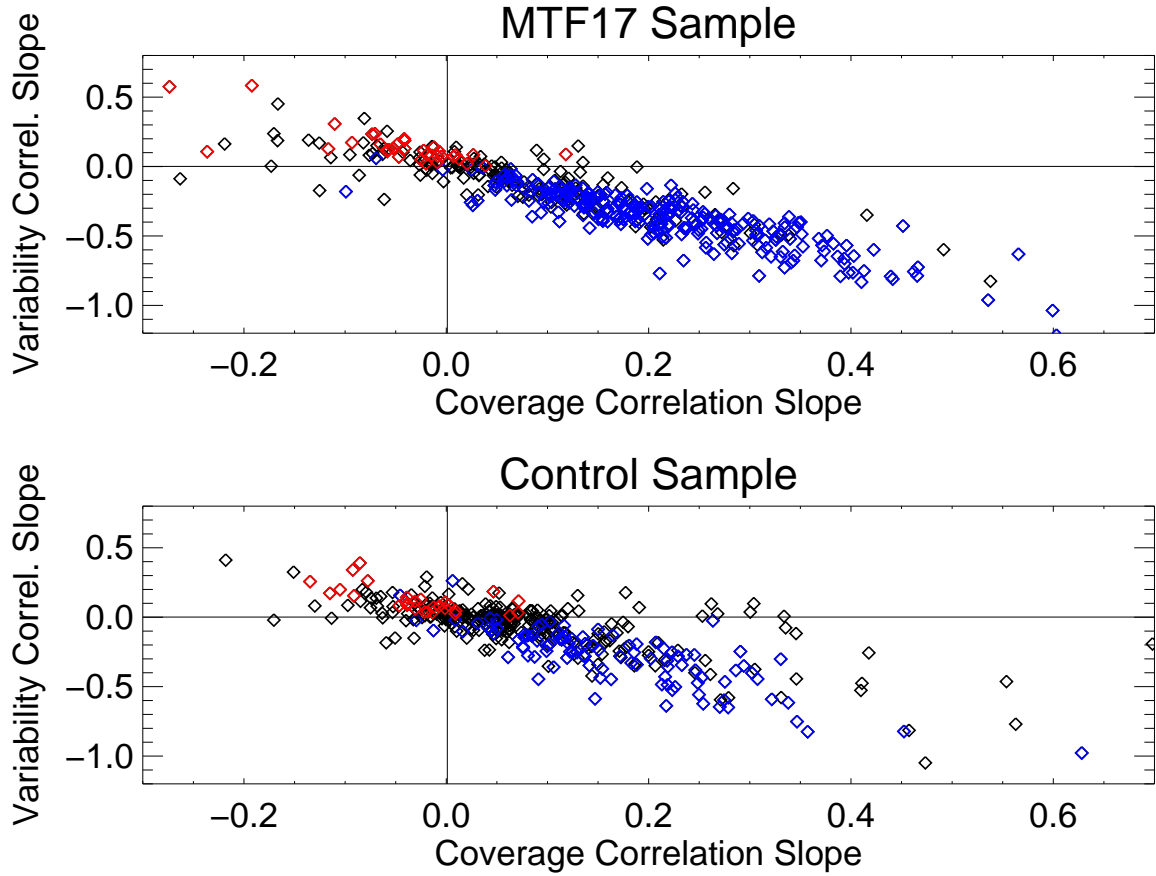 MTF17 Sample
Variability Correl. Slope
0.5
0.0
−0.5
−1.0
−0.2 0.0 0.2 0.4 0.6
Coverage Correlation Slope
Control Sample
Variability Correl. Slope
0.5
0.0
−0.5
−1.0
−0.2 0.0 0.2 0.4 0.6
Coverage Correlation Slope